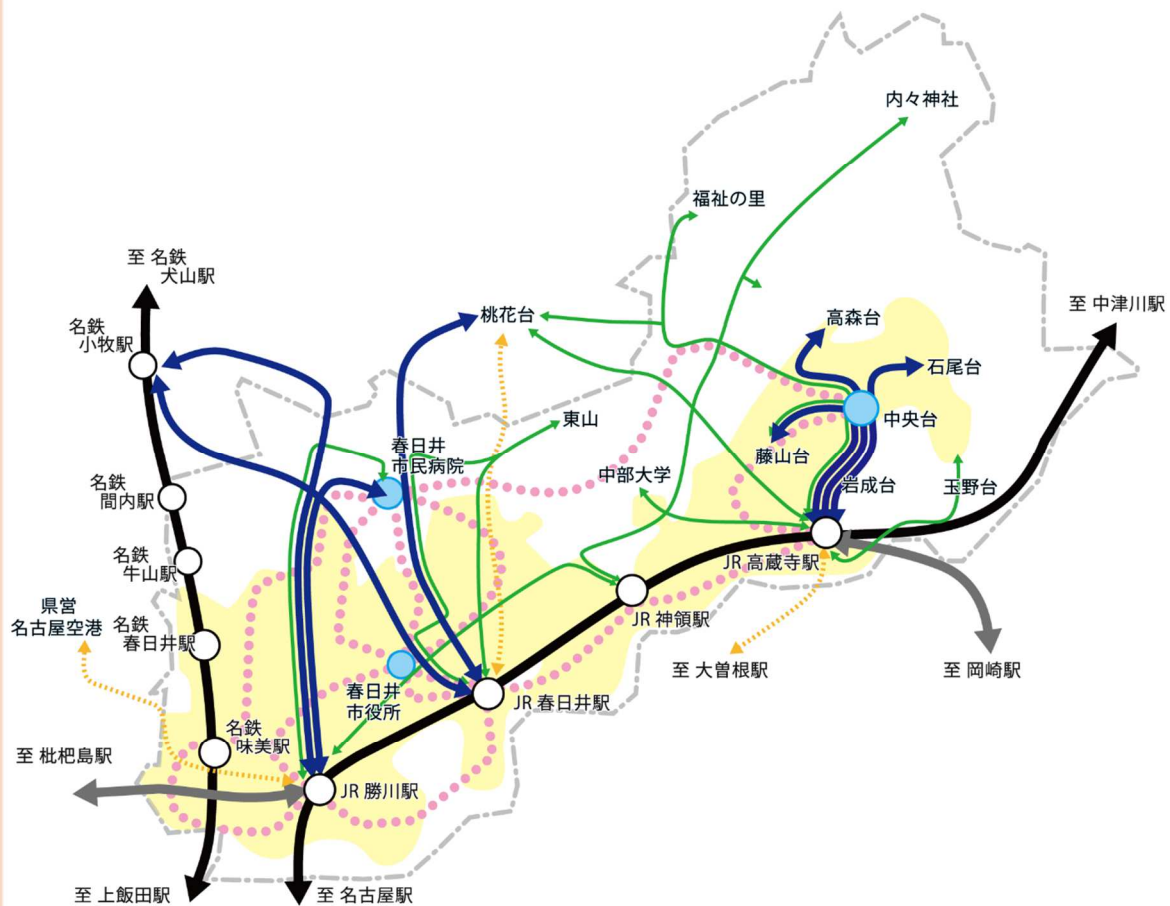 内々神社
福祉の里
至 名鉄
犬山駅
至 中津川駅
桃花台
高森台
名鉄
小牧駅
石尾台
東山
中央台
春日井
市民病院
藤山台
中部大学
名鉄
間内駅
岩成台
玉野台
名鉄
牛山駅
JR 高蔵寺駅
県営
名古屋空港
名鉄
春日井駅
JR 神領駅
至 大曽根駅
至 岡崎駅
春日井
市役所
JR 春日井駅
名鉄
味美駅
至 枇杷島駅
JR 勝川駅
至 上飯田駅
至 名古屋駅